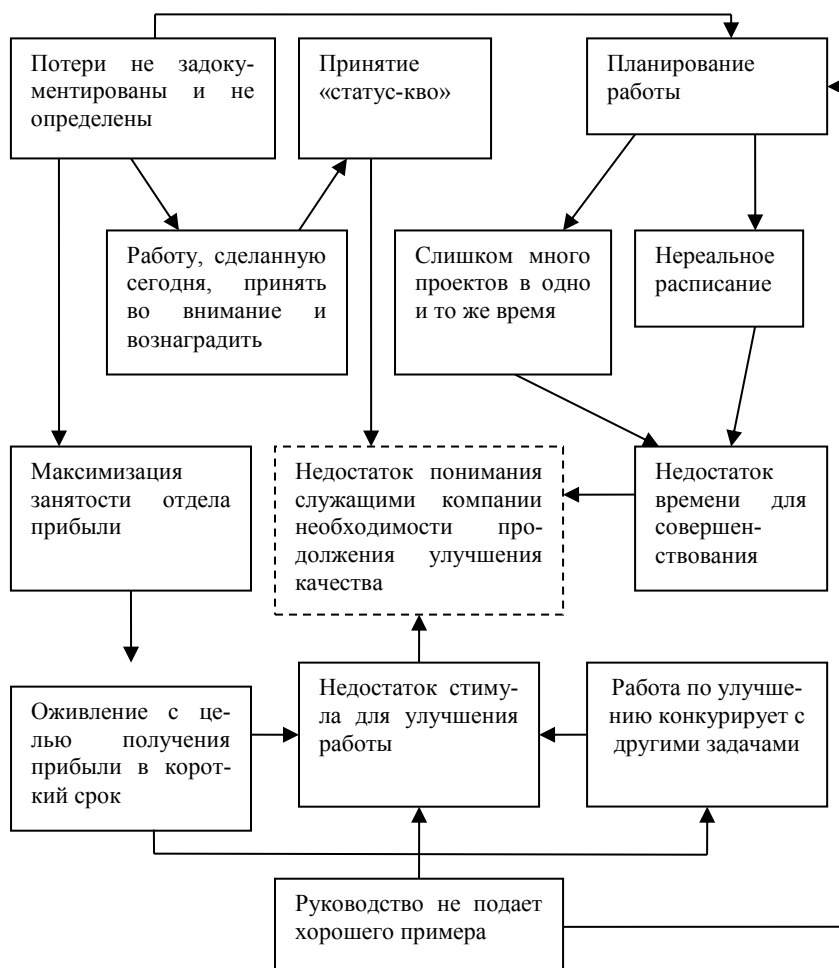 Потери не задоку-
ментированы и не
определены
Принятие
«статус-кво»
Планирование
работы
Работу, сделанную
сегодня, принять
во внимание и
вознаградить
Слишком много
проектов в одно
и то же время
Нереальное
расписание
Максимизация
занятости отдела
прибыли
Недостаток понимания
служащими компании
необходимости про-
должения улучшения
качества
Недостаток
времени для
совершен-
ствования
Оживление с це-
лью получения
прибыли в корот-
кий срок
Недостаток стиму-
ла для улучшения
работы
Работа по улучше-
нию конкурирует с
другими задачами
Руководство не подает
хорошего примера